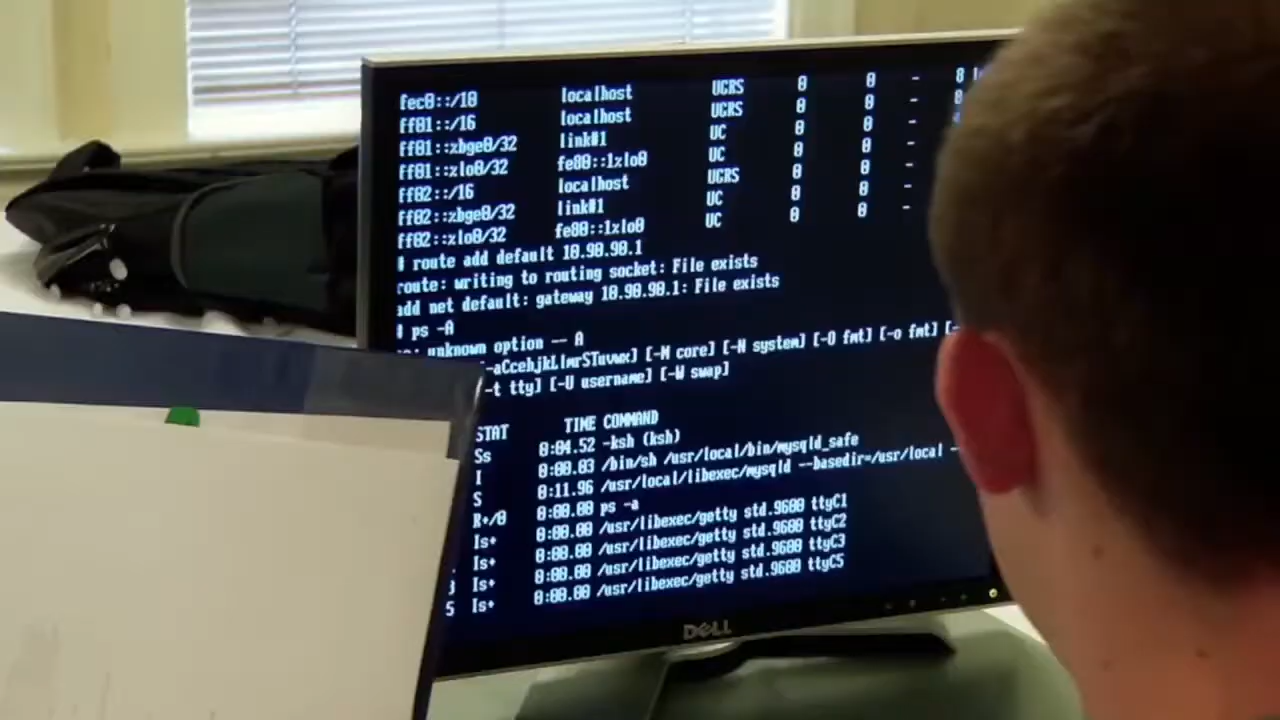 fec0::/10 localhost UGRS 0 0 - 8
ff01::/16 localhost UGRS 0 0 - 8
ff01::%bge0/32 link#1 UC 0 0 -
ff01::%lo0/32 fe80::1%lo0 UC 0 0 -
ff02::/16 localhost UGRS 0 0 -
ff02::%bge0/32 link#1 UC 0 0 -
ff02::%lo0/32 fe80::1%lo0 UC 0 0 -
# route add default 10.90.90.1
route: writing to routing socket: File exists
add net default: gateway 10.90.90.1: File exists
# ps -A
unknown option -- A
[-aCcehjkLlmrSTuvwx] [-M core] [-N system] [-O fmt] [-o fmt] [-
-t tty] [-U username] [-W swap]
STAT TIME COMMAND
Ss 0:04.52 -ksh (ksh)
I 0:00.03 /bin/sh /usr/local/bin/mysqld_safe
S 0:11.96 /usr/local/libexec/mysqld --basedir=/usr/local -
R+/0 0:00.00 ps -a
Is+ 0:00.00 /usr/libexec/getty std.9600 ttyC1
Is+ 0:00.00 /usr/libexec/getty std.9600 ttyC2
3 Is+ 0:00.00 /usr/libexec/getty std.9600 ttyC3
5 Is+ 0:00.00 /usr/libexec/getty std.9600 ttyC5
DELL